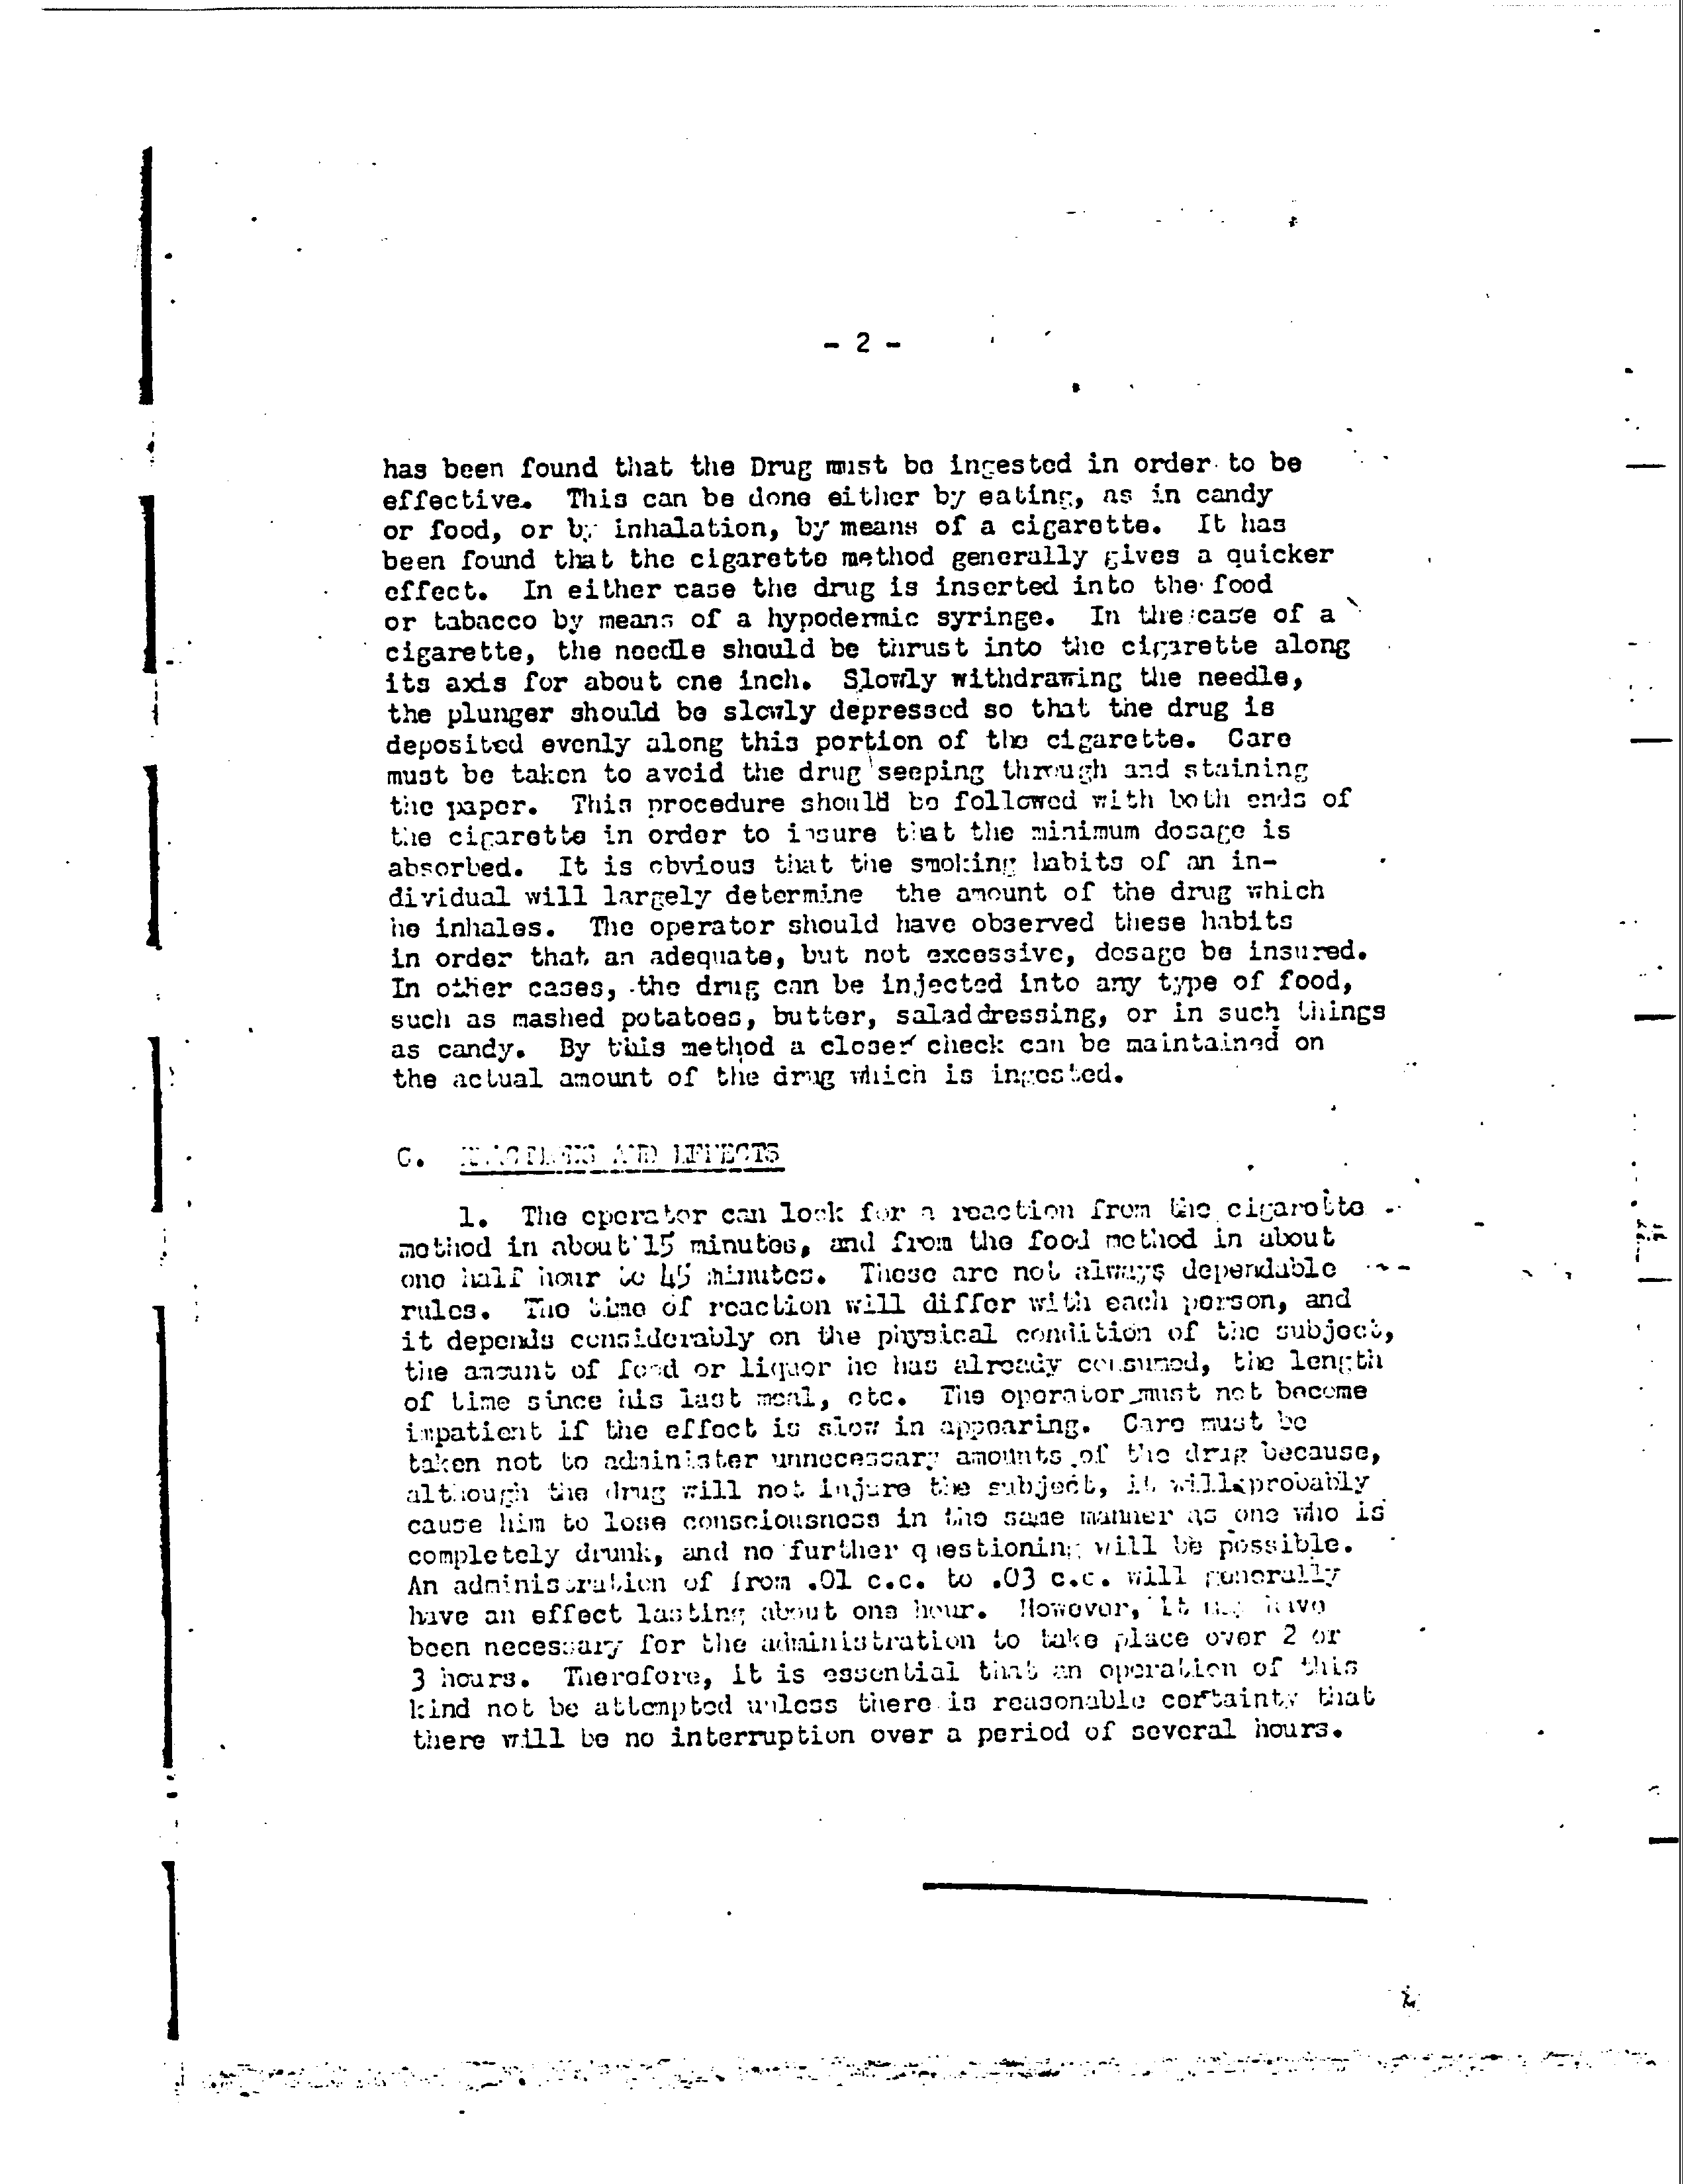 - 2 -
has been found that the Drug must be ingested in order to be
effective. This can be done either by eating, as in candy
or food, or by inhalation, by means of a cigarette. It has
been found that the cigarette method generally gives a quicker
effect. In either case the drug is inserted into the food
or tabacco by means of a hypodermic syringe. In the case of a
cigarette, the needle should be thrust into the cigarette along
its axis for about one inch. Slowly withdrawing the needle,
the plunger should be slowly depressed so that the drug is
deposited evenly along this portion of the cigarette. Care
must be taken to avoid the drug seeping through and staining
the paper. This procedure should be followed with both ends of
the cigarette in order to insure that the minimum dosage is
absorbed. It is obvious that the smoking habits of an in-
dividual will largely determine the amount of the drug which
he inhales. The operator should have observed these habits
in order that an adequate, but not excessive, dosage be insured.
In other cases, the drug can be injected into any type of food,
such as mashed potatoes, butter, salad dressing, or in such things
as candy. By this method a closer check can be maintained on
the actual amount of the drug which is ingested.
C. REACTIONS AND EFFECTS
1. The operator can look for a reaction from the cigarette
method in about 15 minutes, and from the food method in about
one half hour to 45 minutes. These are not always dependable
rules. The time of reaction will differ with each person, and
it depends considerably on the physical condition of the subject,
the amount of food or liquor he has already consumed, the length
of time since his last meal, etc. The operator must not become
impatient if the effect is slow in appearing. Care must be
taken not to administer unnecessary amounts of the drug because,
although the drug will not injure the subject, it will probably
cause him to lose consciousness in the same manner as one who is
completely drunk, and no further questioning will be possible.
An administration of from .01 c.c. to .03 c.c. will generally
have an effect lasting about one hour. However, it may have
been necessary for the administration to take place over 2 or
3 hours. Therefore, it is essential that an operation of this
kind not be attempted unless there is reasonable certainty that
there will be no interruption over a period of several hours.